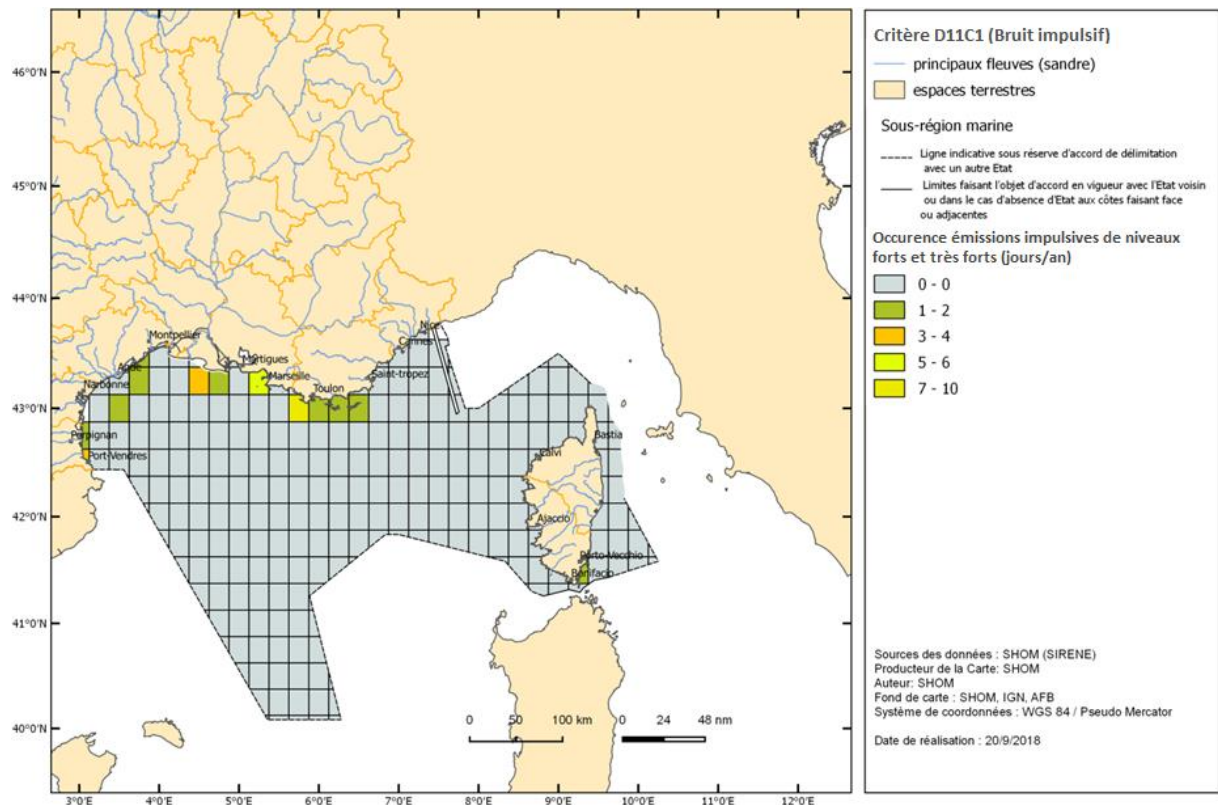 46°0'N
45°0'N
44°0'N
43°0'N
42°0'N
41°0'N
40°0'N
3°0'E
4°0'E
5°0'E
6°0'E
7°0'E
8°0'E
9°0'E
10°0'E
11°0'E
12°0'E
Nice
Montpellier
Cannes
Martigues
Agde
Marseille
Saint-tropez
Narbonne
Toulon
Perpignan
Bastia
Port-Vendres
Calvi
Ajaccio
Porto-Vecchio
Bonifacio
0 50 100 km
0 24 48 nm
Critère D11C1 (Bruit impulsif)
principaux fleuves (sandre)
espaces terrestres
Sous-région marine
Ligne indicative sous réserve d'accord de délimitation
avec un autre Etat
Limites faisant l'objet d'accord en vigueur avec l'Etat voisin
ou dans le cas d'absence d'Etat aux côtes faisant face
ou adjacentes
Occurence émissions impulsives de niveaux
forts et très forts (jours/an)
0 - 0
1 - 2
3 - 4
5 - 6
7 - 10
Sources des données : SHOM (SIRENE)
Producteur de la Carte: SHOM
Auteur: SHOM
Fond de carte : SHOM, IGN, AFB
Système de coordonnées : WGS 84 / Pseudo Mercator
Date de réalisation : 20/9/2018